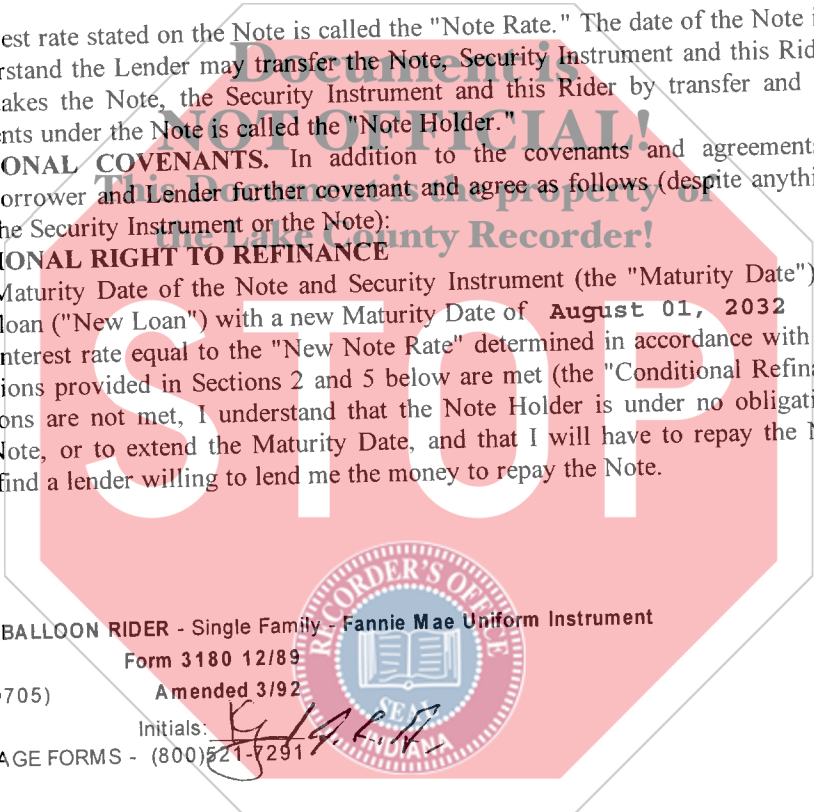 est rate stated on the Note is called the "Note Rate." The date of the Note i
rstand the Lender may transfer the Note, Security Instrument and this Rid
Document is
akes the Note, the Security Instrument and this Rider by transfer and
ents under the Note is called the "Note Holder."
NOT OFFICIAL!
ONAL COVENANTS. In addition to the covenants and agreements
orrower and Lender further covenant and agree as follows (despite anythi
This Document is the property of
he Security Instrument or the Note):
the Lake County Recorder!
IONAL RIGHT TO REFINANCE
Maturity Date of the Note and Security Instrument (the "Maturity Date")
loan ("New Loan") with a new Maturity Date of August 01, 2032
nterest rate equal to the "New Note Rate" determined in accordance with
ions provided in Sections 2 and 5 below are met (the "Conditional Refina
ons are not met, I understand that the Note Holder is under no obligati
Note, or to extend the Maturity Date, and that I will have to repay the N
find a lender willing to lend me the money to repay the Note.
STOP
RECORDER'S OFFICE
BALLOON RIDER - Single Family - Fannie Mae Uniform Instrument
Form 3180 12/89
705)
Amended 3/92
SEAL
INDIANA
Initials:
AGE FORMS - (800)521-7291